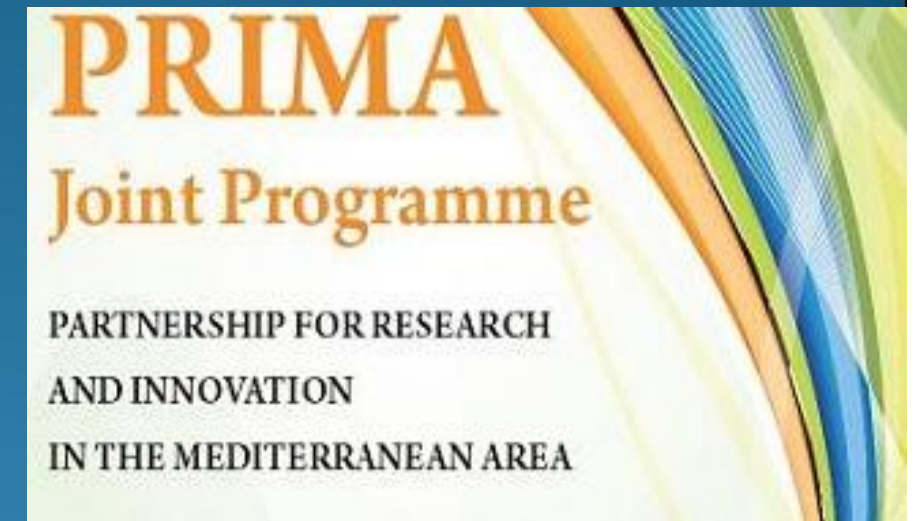 PRIMA
Joint Programme
PARTNERSHIP FOR RESEARCH
AND INNOVATION
IN THE MEDITERRANEAN AREA